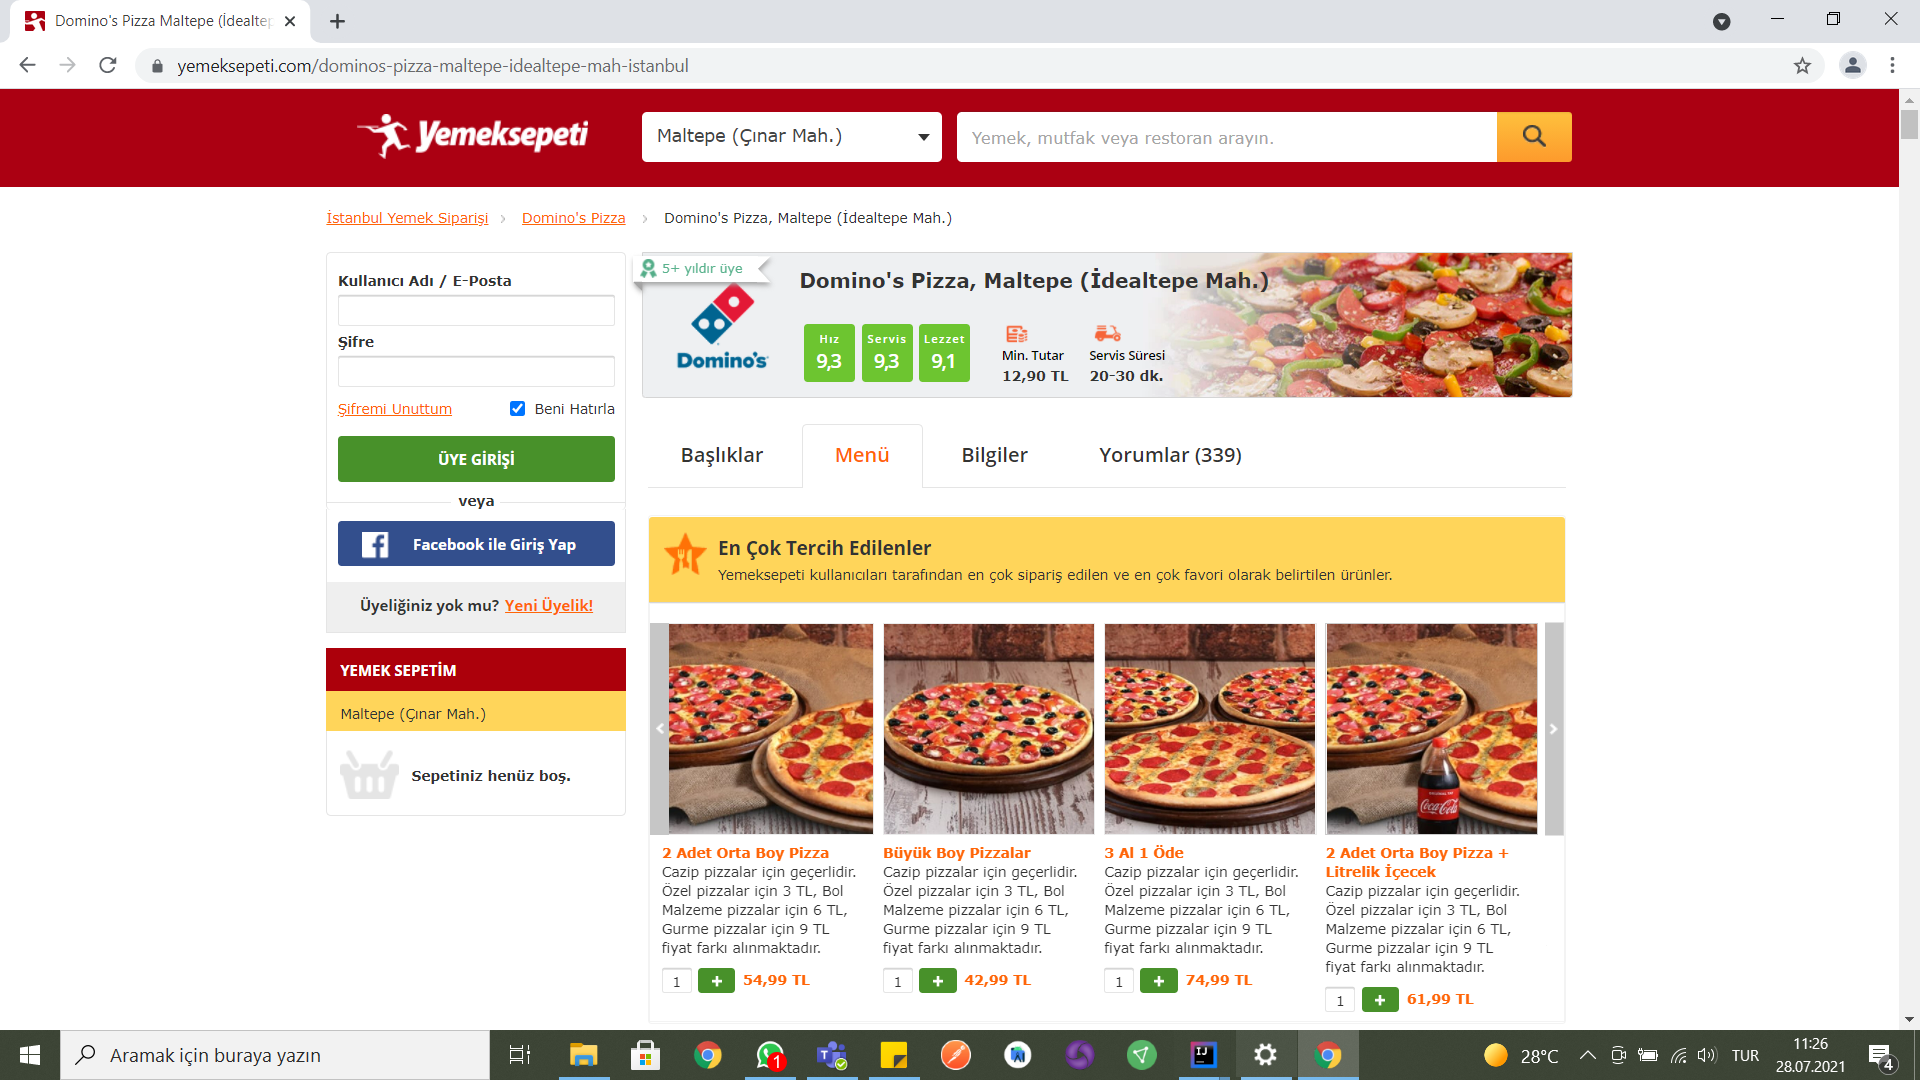 Domino's Pizza Maltepe (İdealtep
yemeksepeti.com/dominos-pizza-maltepe-idealtepe-mah-istanbul
Yemeksepeti
Maltepe (Çınar Mah.)
Yemek, mutfak veya restoran arayın.
İstanbul Yemek Siparişi > Domino's Pizza > Domino's Pizza, Maltepe (İdealtepe Mah.)
Kullanıcı Adı / E-Posta
Şifre
Şifremi Unuttum
Beni Hatırla
ÜYE GİRİŞİ
veya
Facebook ile Giriş Yap
Üyeliğiniz yok mu? Yeni Üyelik!
YEMEK SEPETİM
Maltepe (Çınar Mah.)
Sepetiniz henüz boş.
5+ yıldır üye
Domino's
Domino's Pizza, Maltepe (İdealtepe Mah.)
Hız
9,3
Servis
9,3
Lezzet
9,1
Min. Tutar
12,90 TL
Servis Süresi
20-30 dk.
Başlıklar
Menü
Bilgiler
Yorumlar (339)
En Çok Tercih Edilenler
Yemeksepeti kullanıcıları tarafından en çok sipariş edilen ve en çok favori olarak belirtilen ürünler.
2 Adet Orta Boy Pizza
Cazip pizzalar için geçerlidir.
Özel pizzalar için 3 TL, Bol
Malzeme pizzalar için 6 TL,
Gurme pizzalar için 9 TL
fiyat farkı alınmaktadır.
1 + 54,99 TL
Büyük Boy Pizzalar
Cazip pizzalar için geçerlidir.
Özel pizzalar için 3 TL, Bol
Malzeme pizzalar için 6 TL,
Gurme pizzalar için 9 TL
fiyat farkı alınmaktadır.
1 + 42,99 TL
3 Al 1 Öde
Cazip pizzalar için geçerlidir.
Özel pizzalar için 3 TL, Bol
Malzeme pizzalar için 6 TL,
Gurme pizzalar için 9 TL
fiyat farkı alınmaktadır.
1 + 74,99 TL
Coca-Cola
2 Adet Orta Boy Pizza +
Litrelik İçecek
Cazip pizzalar için geçerlidir.
Özel pizzalar için 3 TL, Bol
Malzeme pizzalar için 6 TL,
Gurme pizzalar için 9 TL
fiyat farkı alınmaktadır.
1 + 61,99 TL
Aramak için buraya yazın
1
IJ
28°C
TUR
11:26
28.07.2021
4